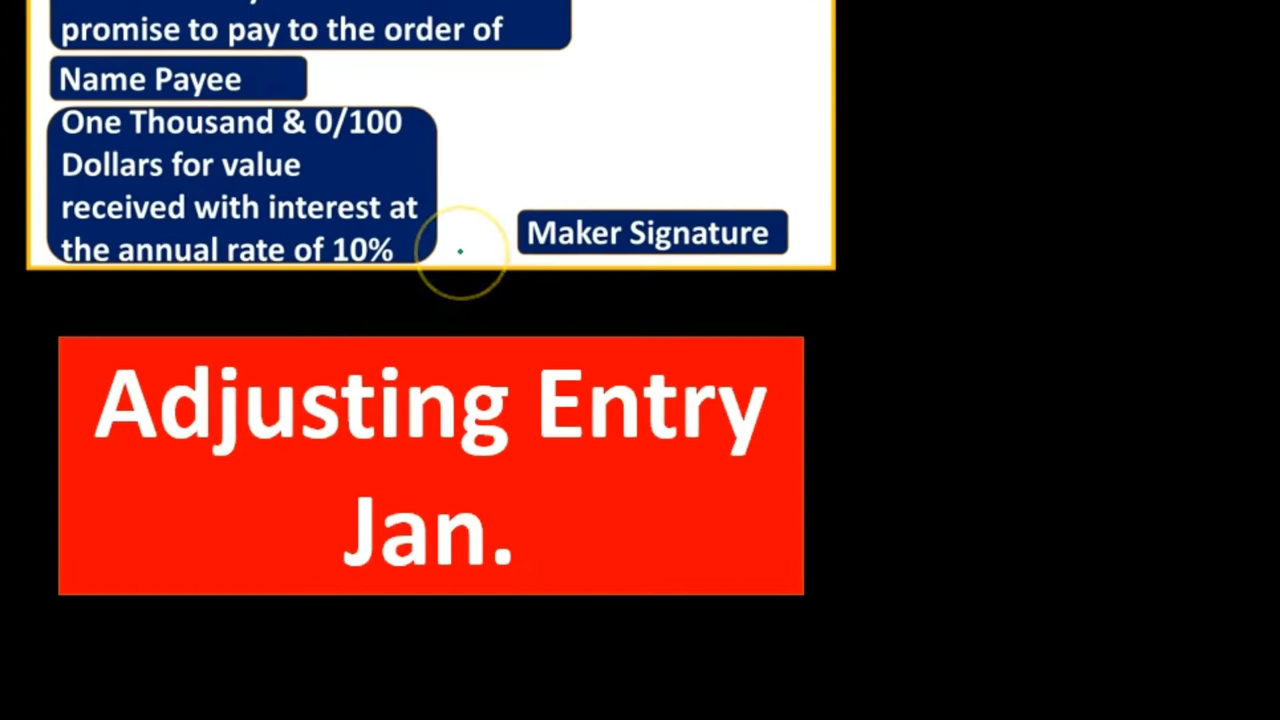 promise to pay to the order of
Name Payee
One Thousand & 0/100
Dollars for value
received with interest at
the annual rate of 10%
Maker Signature
Adjusting Entry
Jan.